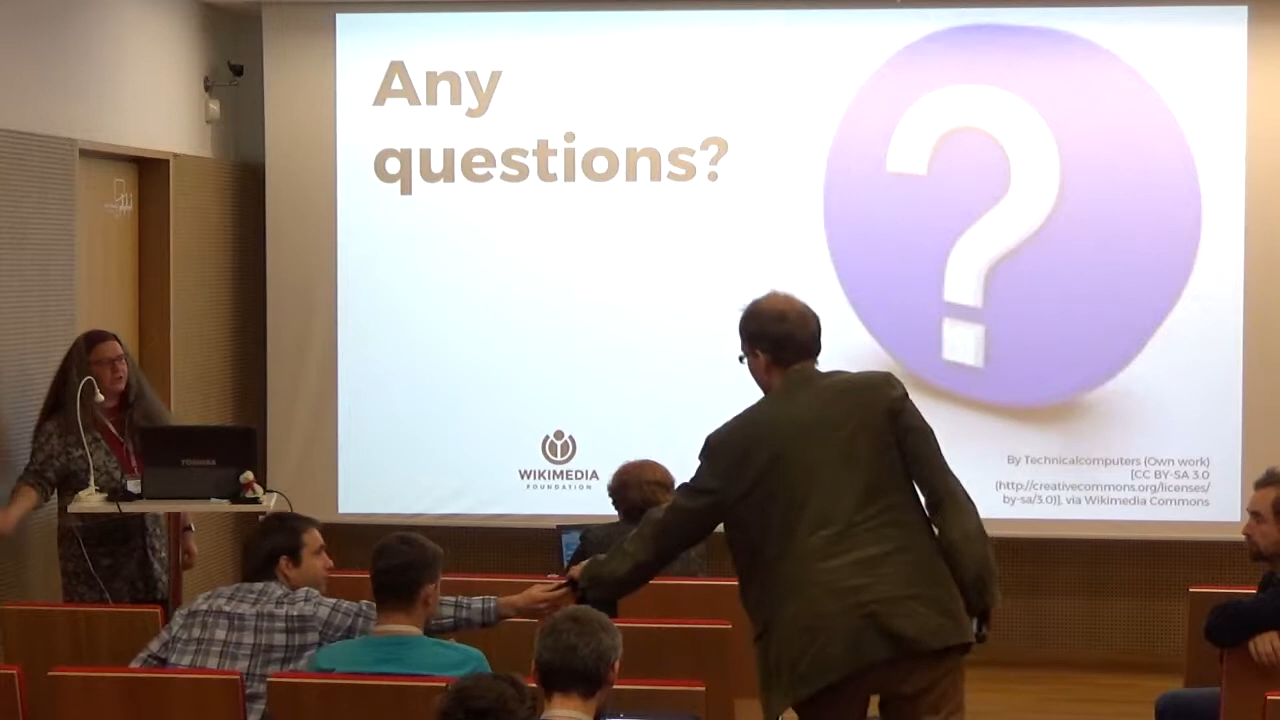 Any
questions?
?
WIKIMEDIA
FOUNDATION
By Technicalcomputers (Own work)
[CC BY-SA 3.0
(http://creativecommons.org/licenses/
by-sa/3.0)], via Wikimedia Commons
TOSHIBA